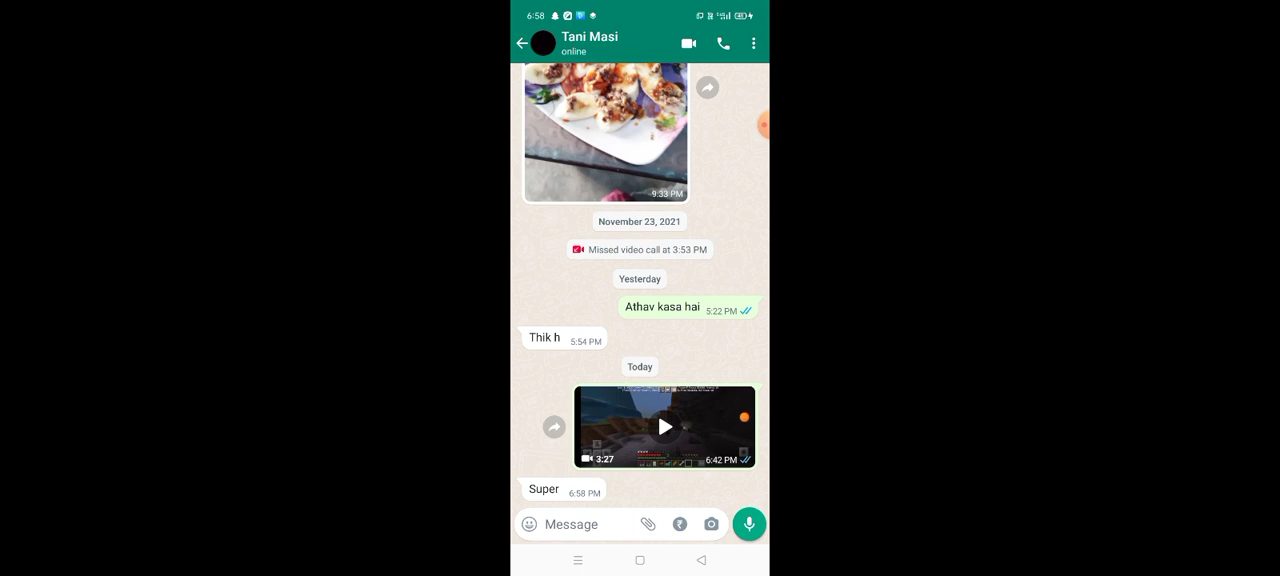 6:58
Tani Masi
online
9:33 PM
November 23, 2021
Missed video call at 3:53 PM
Yesterday
Athav kasa hai 5:22 PM
Thik h 5:54 PM
Today
3:27 6:42 PM
Super 6:58 PM
Message